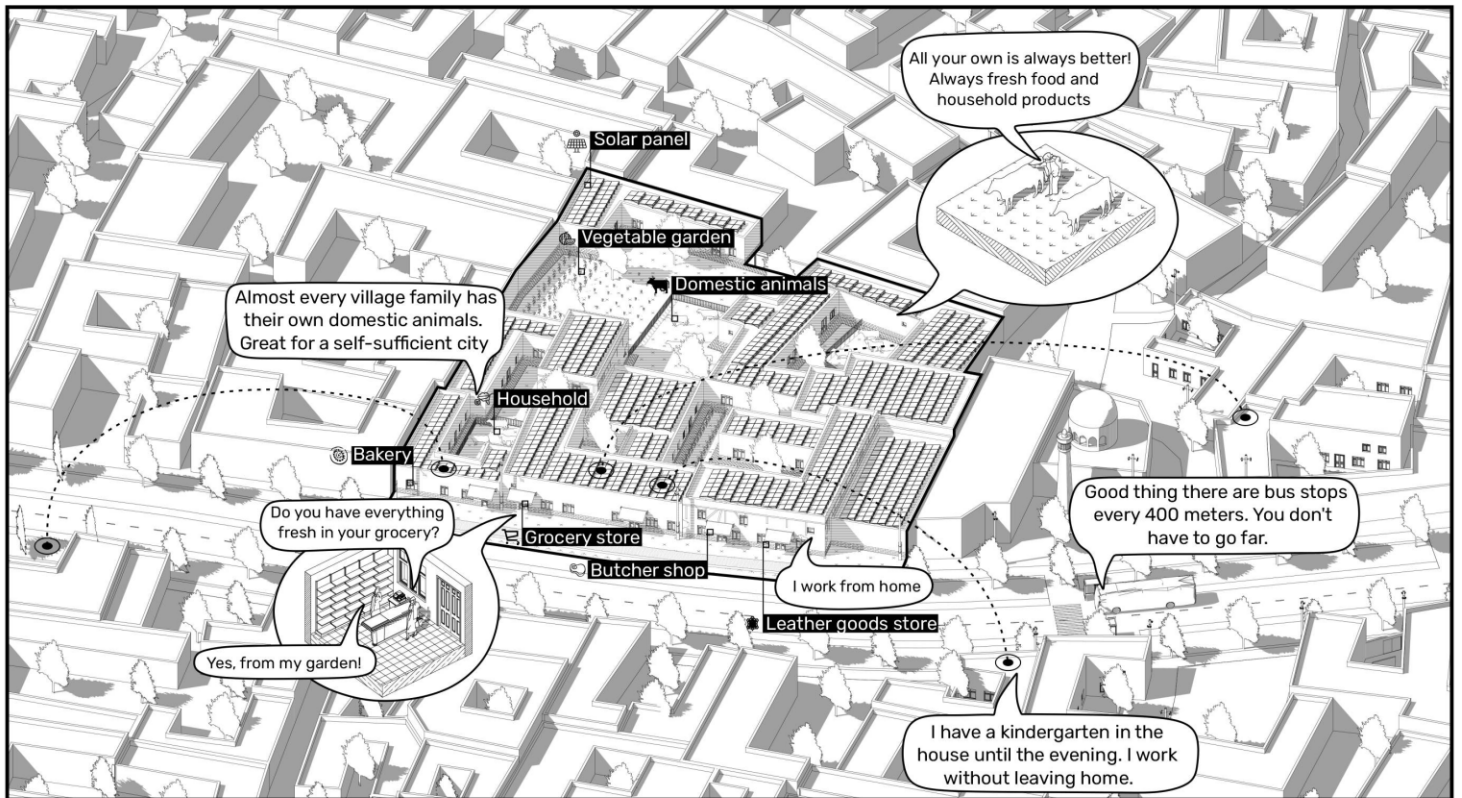 All your own is always better!
Always fresh food and
household products
Solar panel
Vegetable garden
Domestic animals
Almost every village family has
their own domestic animals.
Great for a self-sufficient city
Household
Bakery
Do you have everything
fresh in your grocery?
Grocery store
Butcher shop
Good thing there are bus stops
every 400 meters. You don't
have to go far.
I work from home
Leather goods store
Yes, from my garden!
I have a kindergarten in the
house until the evening. I work
without leaving home.